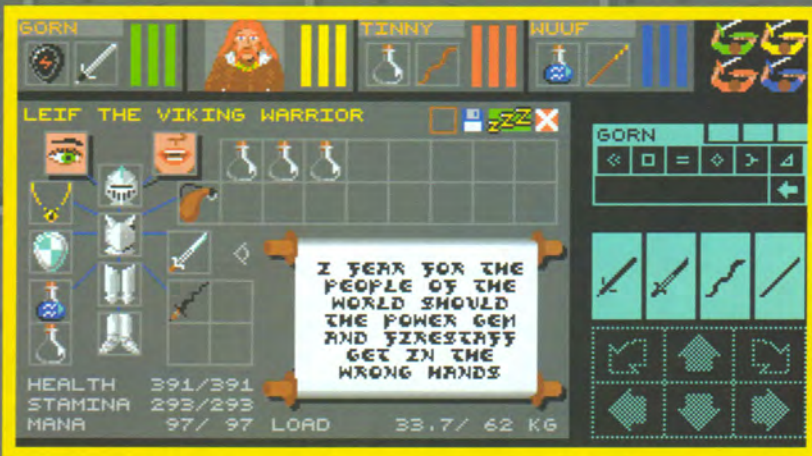 GORN
TINNY
WUUF
LEIF THE VIKING WARRIOR
ZZZ
GORN
I FEAR FOR THE
PEOPLE OF THE
WORLD SHOULD
THE POWER GEM
AND FIRESTAFF
GET IN THE
WRONG HANDS
HEALTH 391/391
STAMINA 293/293
MANA 97/ 97 LOAD 33.7/ 62 KG